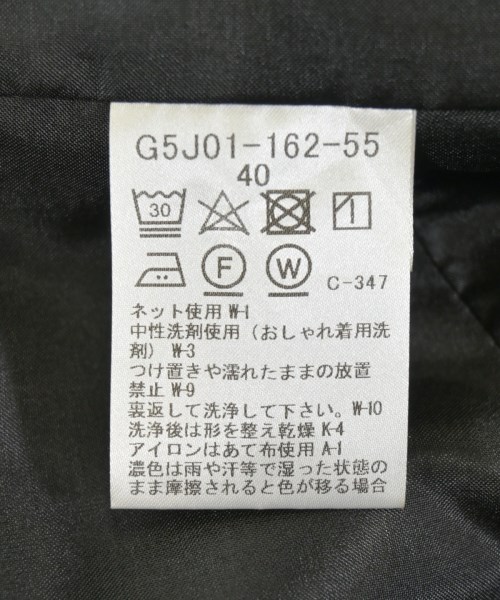 G5J01-162-55
40
30
F W C-347
ネット使用 W-1
中性洗剤使用（おしゃれ着用洗
剤） W-3
つけ置きや濡れたままの放置
禁止 W-9
裏返して洗浄して下さい。W-10
洗浄後は形を整え乾燥 K-4
アイロンはあて布使用 A-1
濃色は雨や汗等で湿った状態の
まま摩擦されると色が移る場合